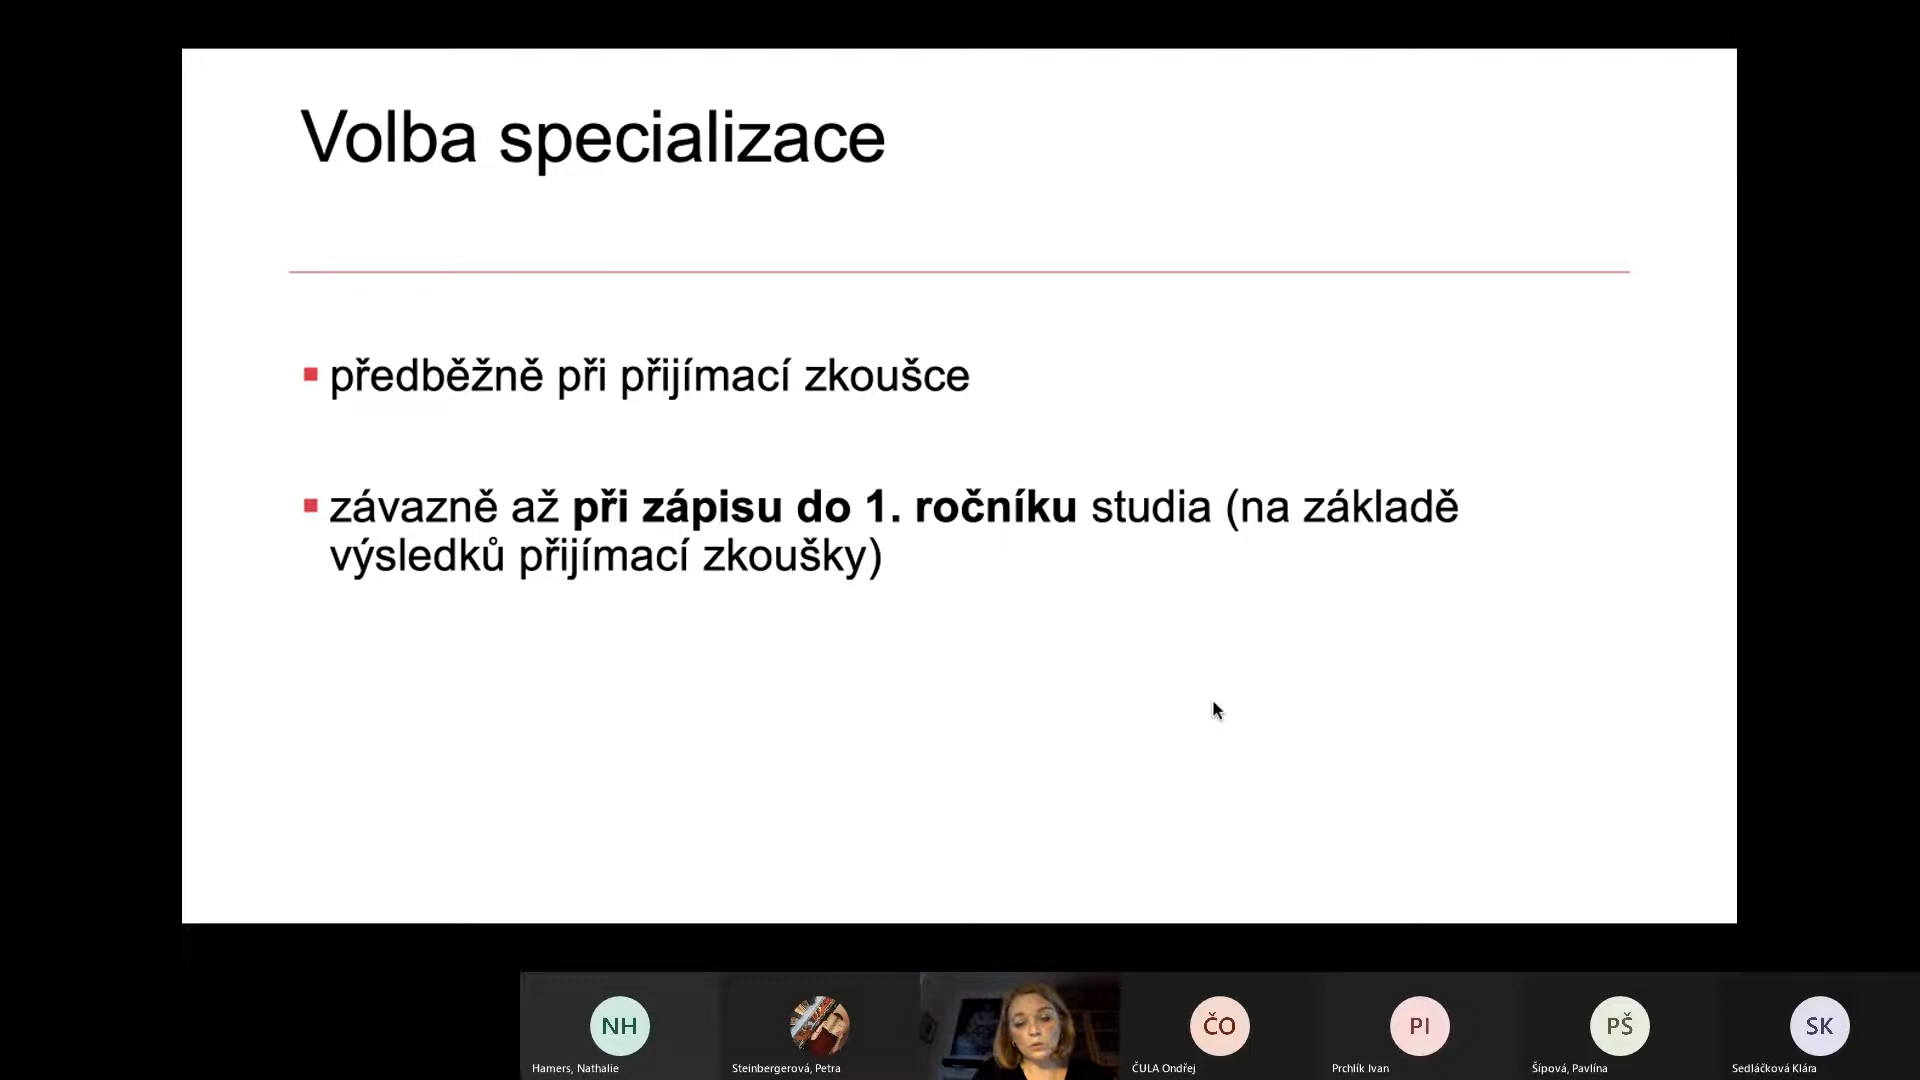 Volba specializace
předběžně při přijímací zkoušce
závazně až při zápisu do 1. ročníku studia (na základě
výsledků přijímací zkoušky)
NH
ČO
PI
PŠ
SK
Hamers, Nathalie
Steinbergerová, Petra
ČULA Ondřej
Prchlík Ivan
Šípová, Pavlína
Sedláčková Klára